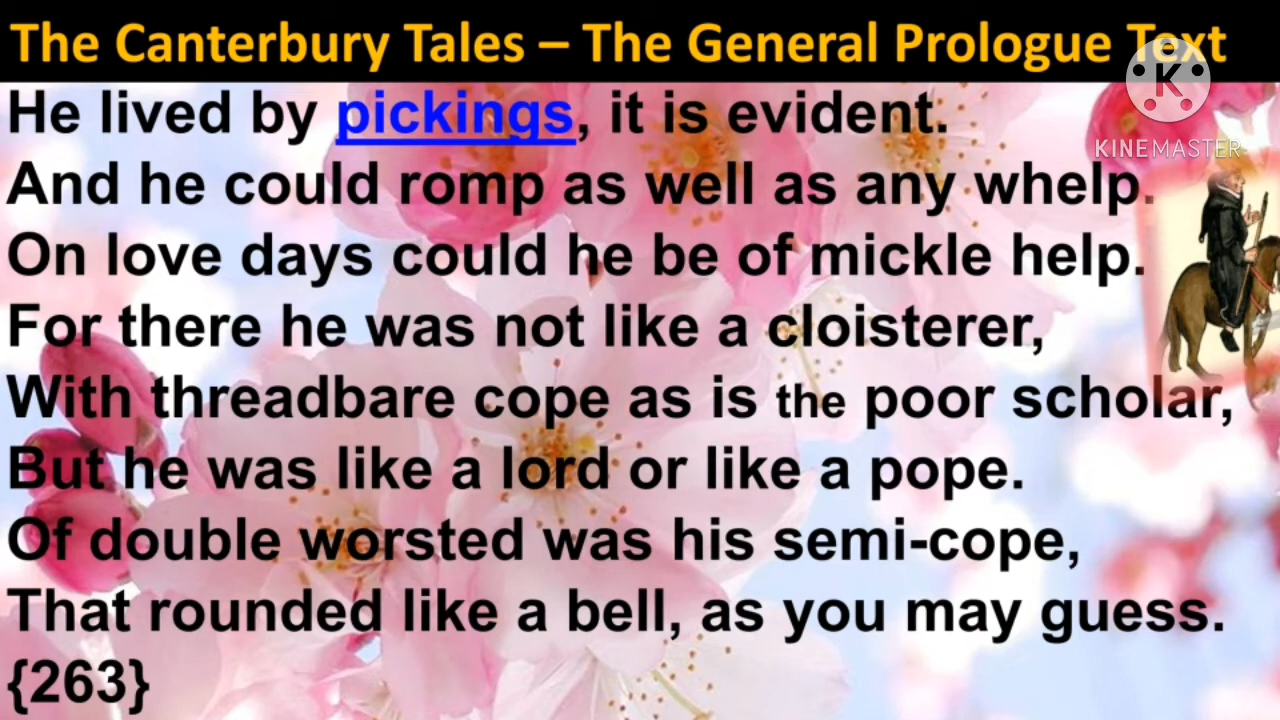 The Canterbury Tales – The General Prologue Text
K
KINEMASTER
He lived by pickings, it is evident.
And he could romp as well as any whelp.
On love days could he be of mickle help.
For there he was not like a cloisterer,
With threadbare cope as is the poor scholar,
But he was like a lord or like a pope.
Of double worsted was his semi-cope,
That rounded like a bell, as you may guess.
{263}